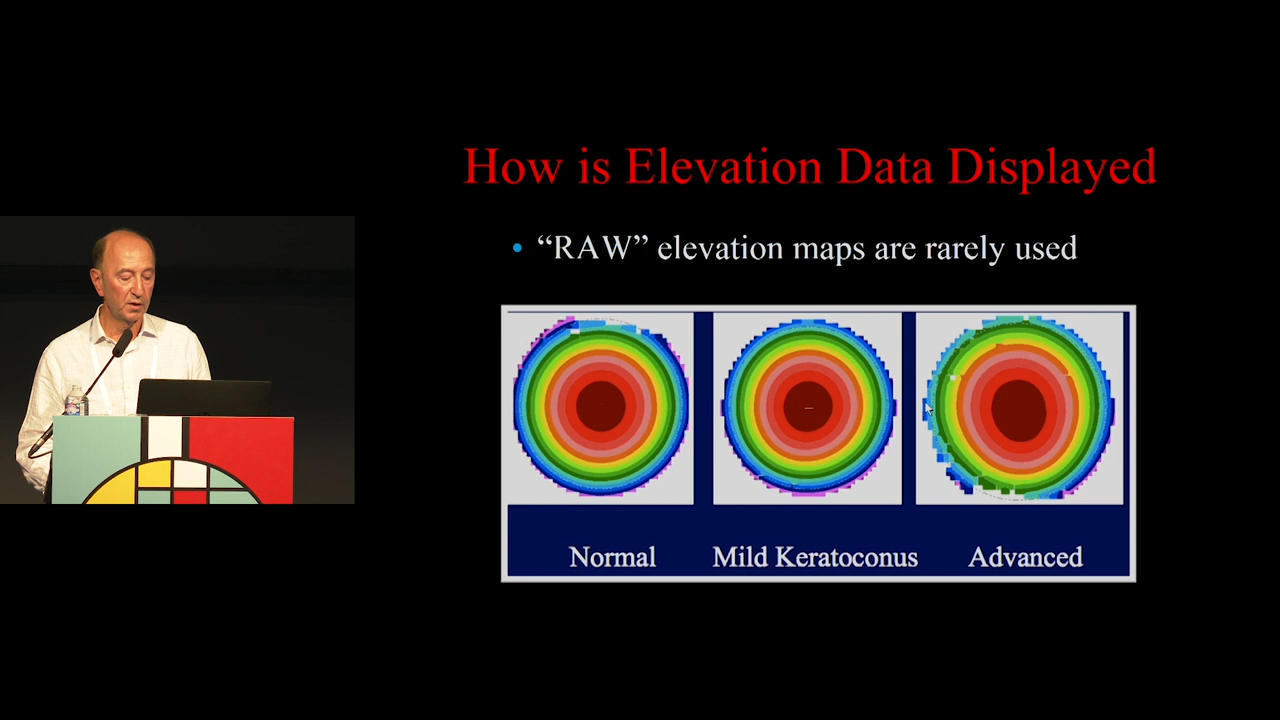 How is Elevation Data Displayed
• “RAW” elevation maps are rarely used
Normal
Mild Keratoconus
Advanced